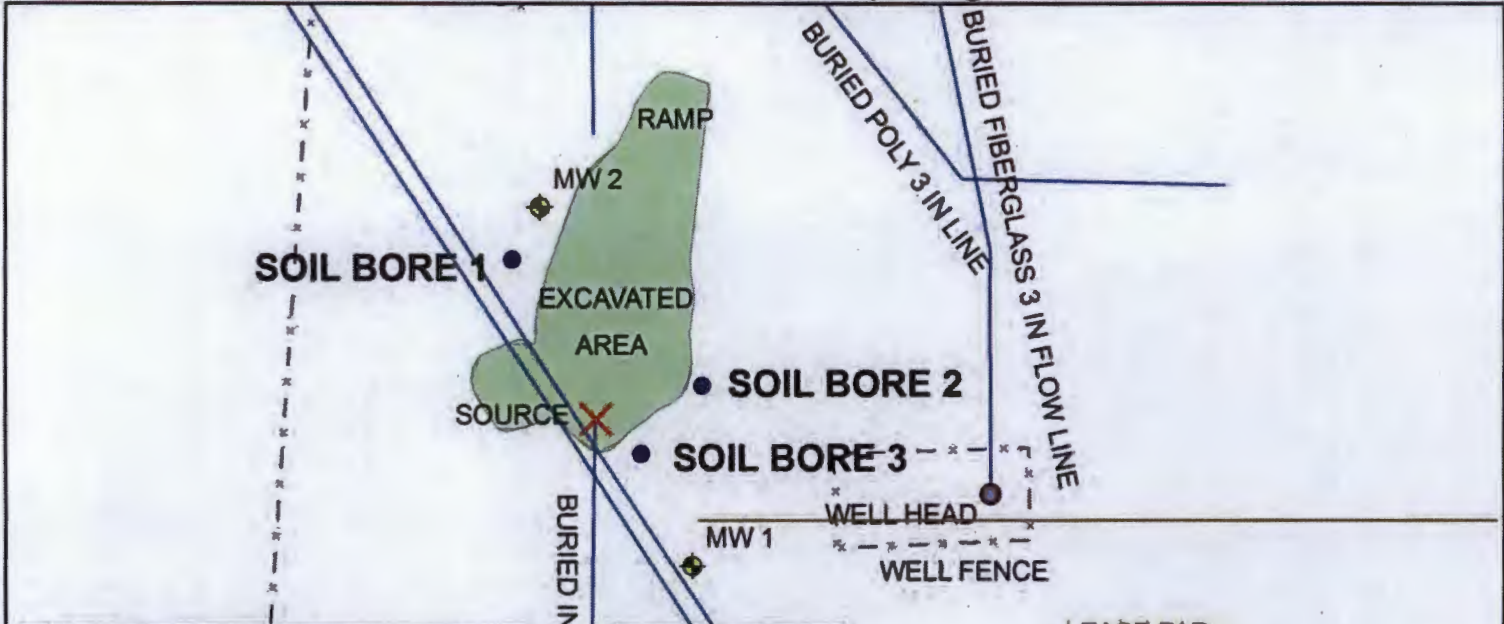 RAMP
BURIED POLY 3 IN LINE
BURIED FIBERGLASS 3 IN FLOW LINE
MW 2
SOIL BORE 1
EXCAVATED
AREA
SOIL BORE 2
SOURCE
SOIL BORE 3
BURIED IN
WELL HEAD
MW 1
WELL FENCE